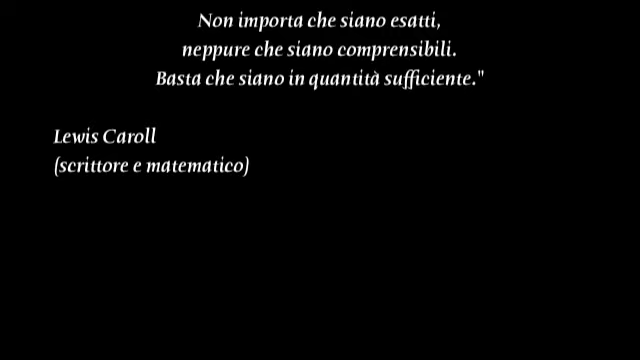 Non importa che siano esatti,
neppure che siano comprensibili.
Basta che siano in quantità sufficiente."
Lewis Caroll
(scrittore e matematico)